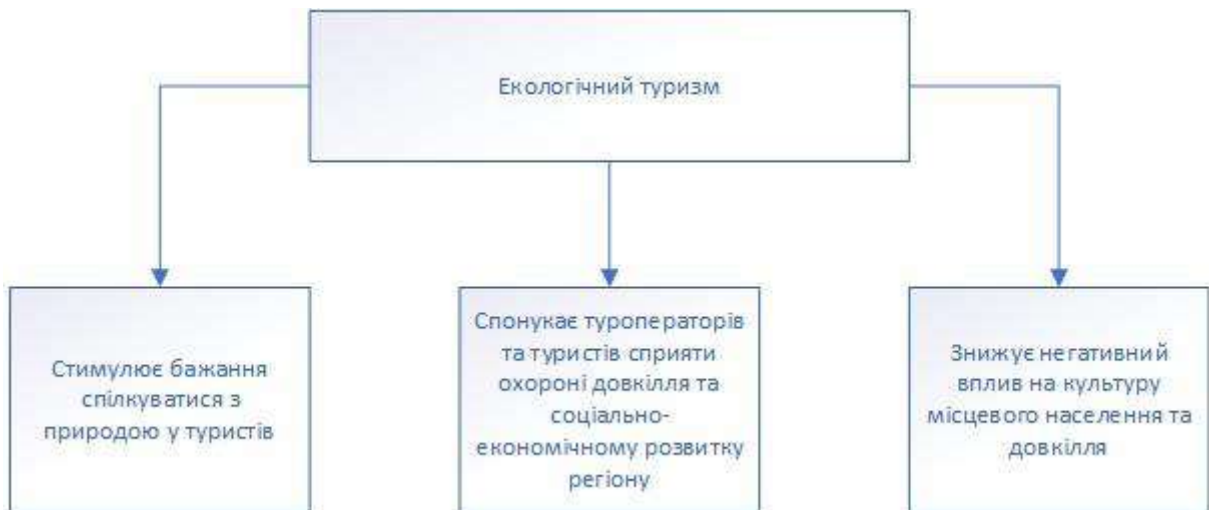 Екологічний туризм
Стимулює бажання
спілкуватися з
природою у туристів
Спонукає туроператорів
та туристів сприяти
охороні довкілля та
соціально-
економічному розвитку
регіону
Знижує негативний
вплив на культуру
місцевого населення та
довкілля